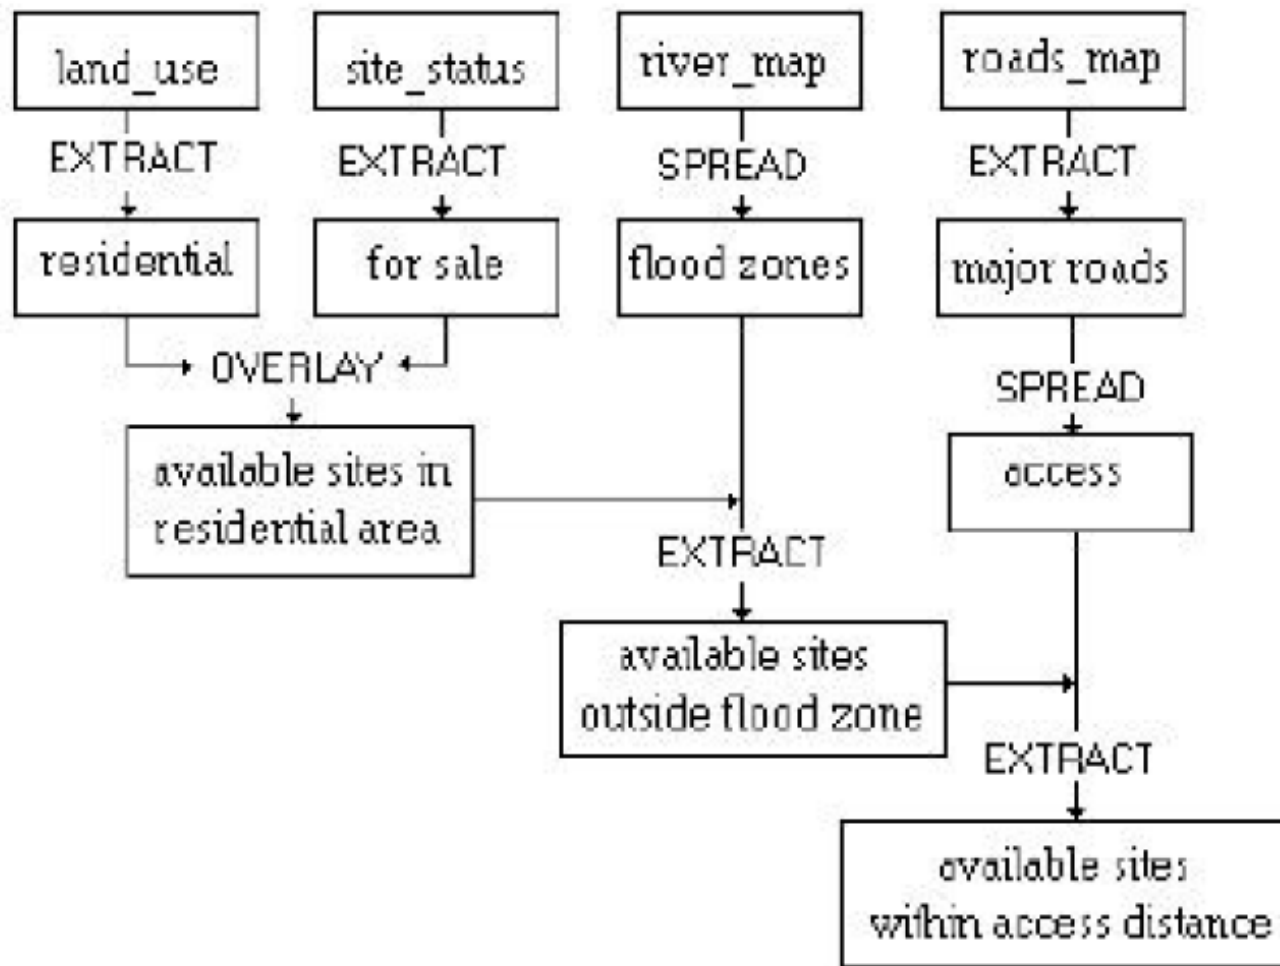 land_use
site_status
river_map
roads_map
EXTRACT
EXTRACT
SPREAD
EXTRACT
residential
for sale
flood zones
major roads
OVERLAY
SPREAD
available sites in
residential area
access
EXTRACT
available sites
outside flood zone
EXTRACT
available sites
within access distance